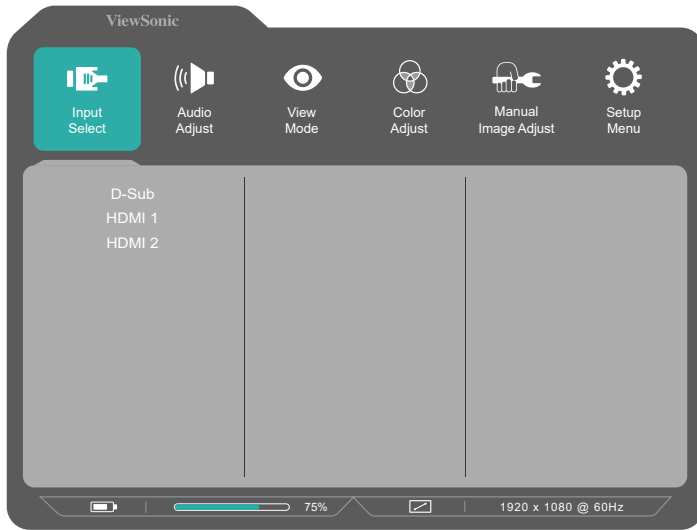 ViewSonic
Input
Select
Audio
Adjust
View
Mode
Color
Adjust
Manual
Image Adjust
Setup
Menu
D-Sub
HDMI 1
HDMI 2
75%
1920 x 1080 @ 60Hz